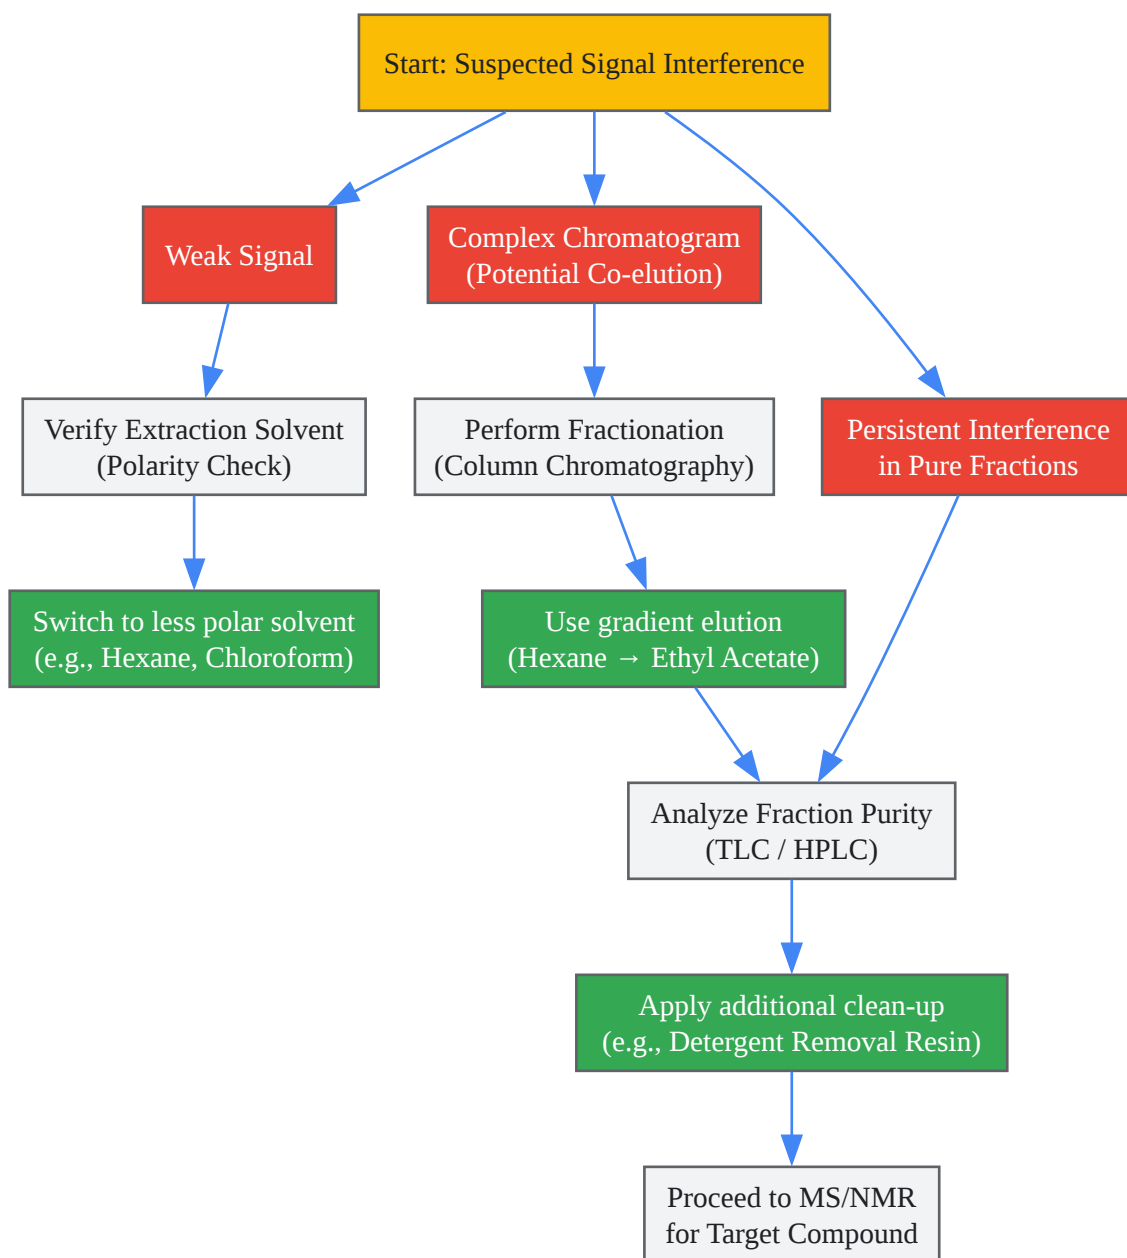 Start: Suspected Signal Interference
Weak Signal
Complex Chromatogram
(Potential Co-elution)
Verify Extraction Solvent
(Polarity Check)
Perform Fractionation
(Column Chromatography)
Persistent Interference
in Pure Fractions
Switch to less polar solvent
(e.g., Hexane, Chloroform)
Use gradient elution
(Hexane → Ethyl Acetate)
Analyze Fraction Purity
(TLC / HPLC)
Apply additional clean-up
(e.g., Detergent Removal Resin)
Proceed to MS/NMR
for Target Compound